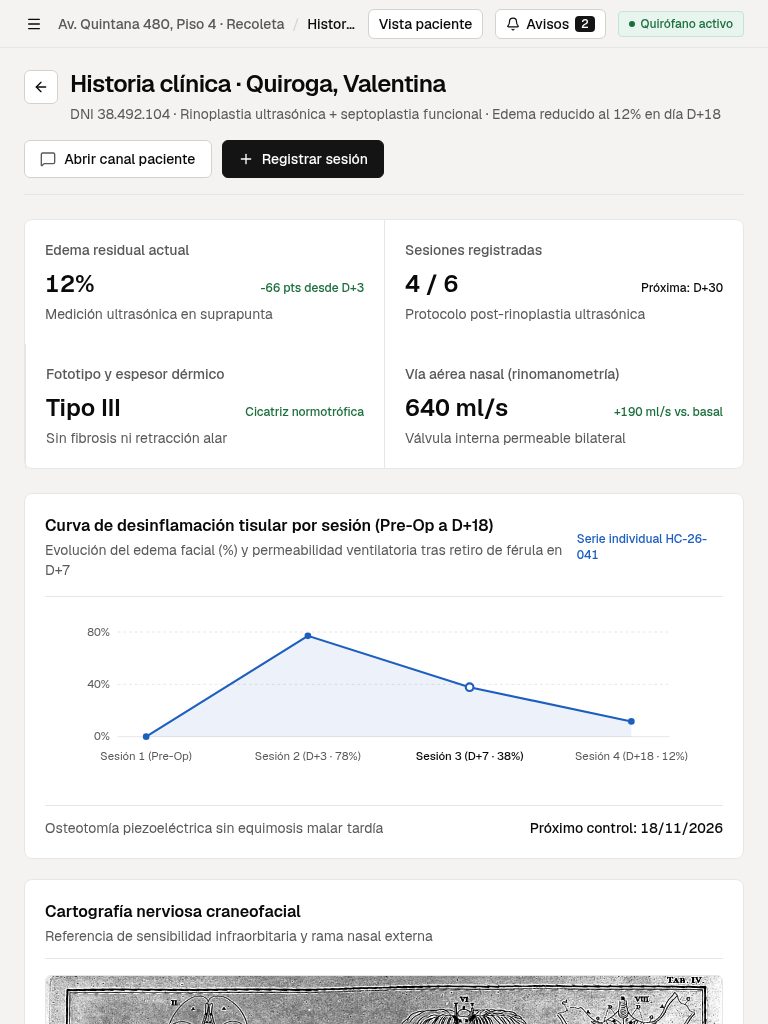 Av. Quintana 480, Piso 4 · Recoleta / Histor... Vista paciente Avisos 2 Quirófano activo
Historia clínica · Quiroga, Valentina
DNI 38.492.104 · Rinoplastia ultrasónica + septoplastia funcional · Edema reducido al 12% en día D+18
Abrir canal paciente Registrar sesión
Edema residual actual
12% -66 pts desde D+3
Medición ultrasónica en suprapunta
Sesiones registradas
4 / 6 Próxima: D+30
Protocolo post-rinoplastia ultrasónica
Fototipo y espesor dérmico
Tipo III Cicatriz normotrófica
Sin fibrosis ni retracción alar
Vía aérea nasal (rinomanometría)
640 ml/s +190 ml/s vs. basal
Válvula interna permeable bilateral
Curva de desinflamación tisular por sesión (Pre-Op a D+18)
Evolución del edema facial (%) y permeabilidad ventilatoria tras retiro de férula en
D+7
Serie individual HC-26-
041
80%
40%
0%
Sesión 1 (Pre-Op) Sesión 2 (D+3 · 78%) Sesión 3 (D+7 · 38%) Sesión 4 (D+18 · 12%)
Osteotomía piezoeléctrica sin equimosis malar tardía Próximo control: 18/11/2026
Cartografía nerviosa craneofacial
Referencia de sensibilidad infraorbitaria y rama nasal externa
TAB. IV.
II VI VIII